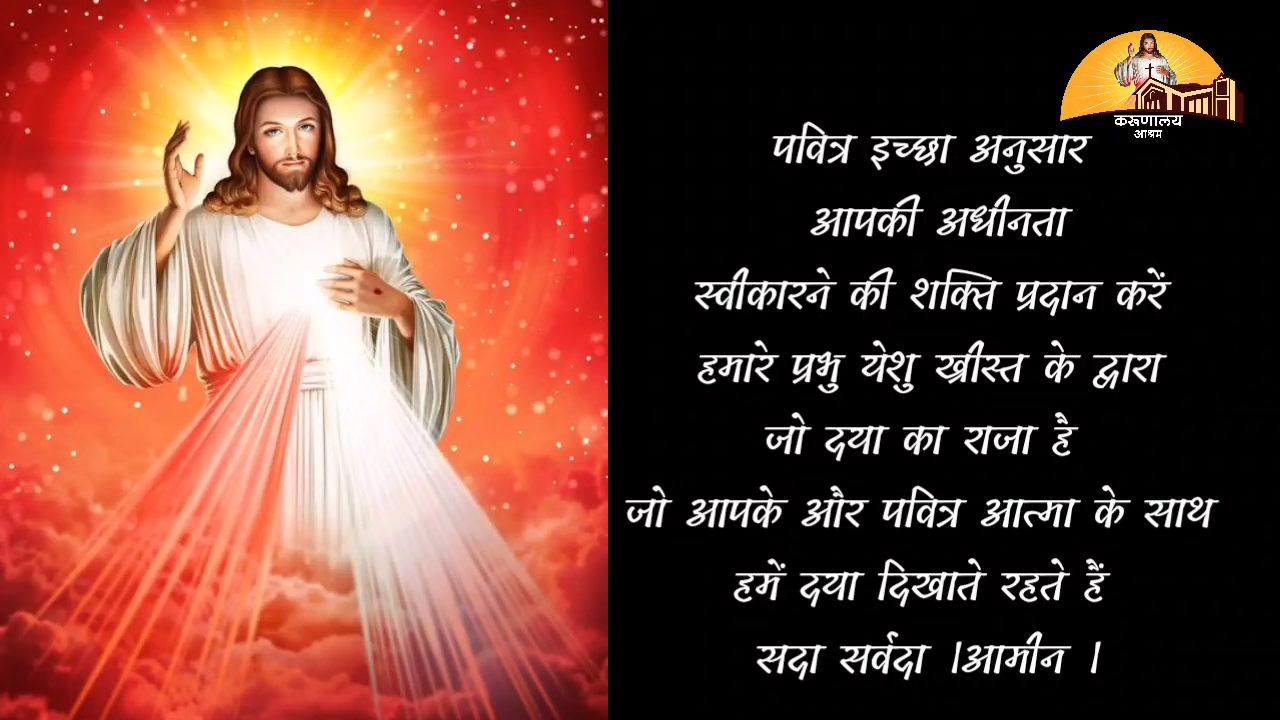 करूणालय
आश्रम
पवित्र इच्छा अनुसार
आपकी अधीनता
स्वीकारने की शक्ति प्रदान करें
हमारे प्रभु येशु ख्रीस्त के द्वारा
जो दया का राजा है
जो आपके और पवित्र आत्मा के साथ
हमें दया दिखाते रहते हैं
सदा सर्वदा ।आमीन ।